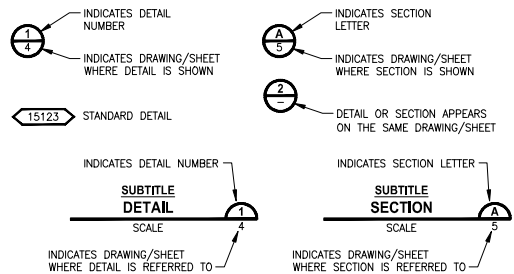 INDICATES DETAIL
NUMBER
1
4
INDICATES DRAWING/SHEET
WHERE DETAIL IS SHOWN
INDICATES SECTION
LETTER
A
5
INDICATES DRAWING/SHEET
WHERE SECTION IS SHOWN
15123
STANDARD DETAIL
2
–
DETAIL OR SECTION APPEARS
ON THE SAME DRAWING/SHEET
INDICATES DETAIL NUMBER
SUBTITLE
DETAIL
1
SCALE
4
INDICATES DRAWING/SHEET
WHERE DETAIL IS REFERRED TO
INDICATES SECTION LETTER
SUBTITLE
SECTION
A
SCALE
5
INDICATES DRAWING/SHEET
WHERE SECTION IS REFERRED TO